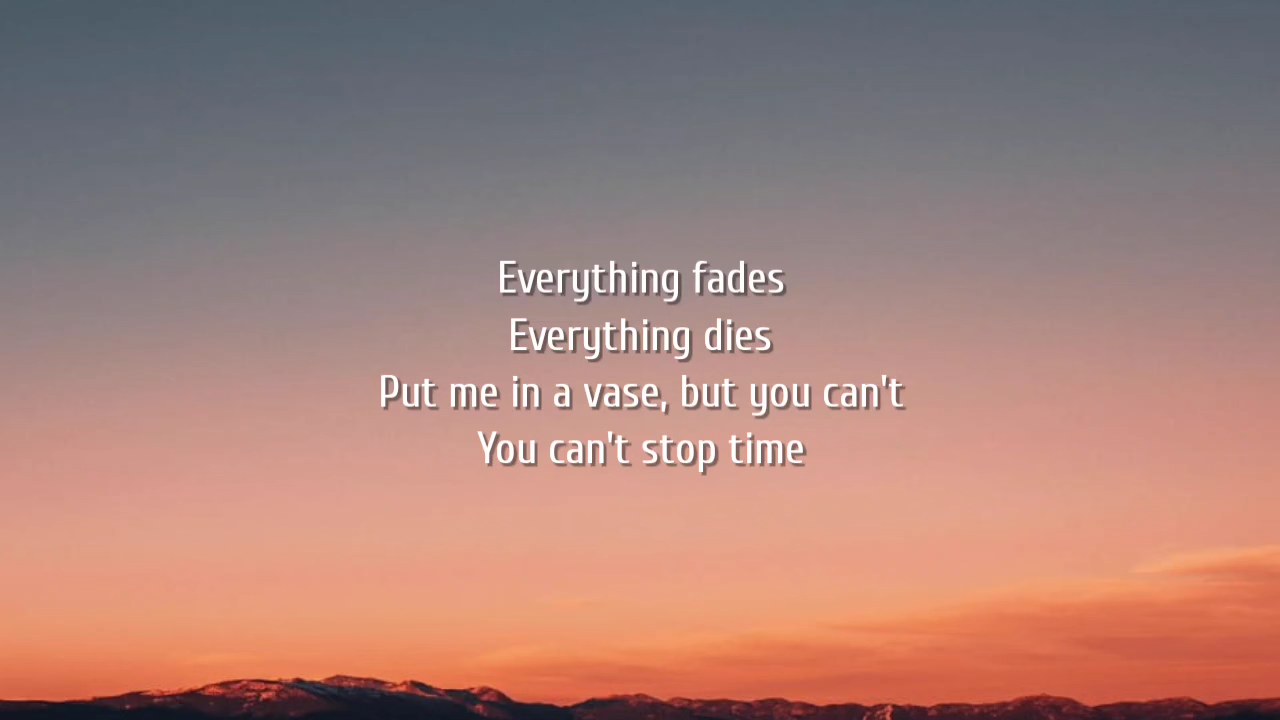 Everything fades
Everything dies
Put me in a vase, but you can't
You can't stop time